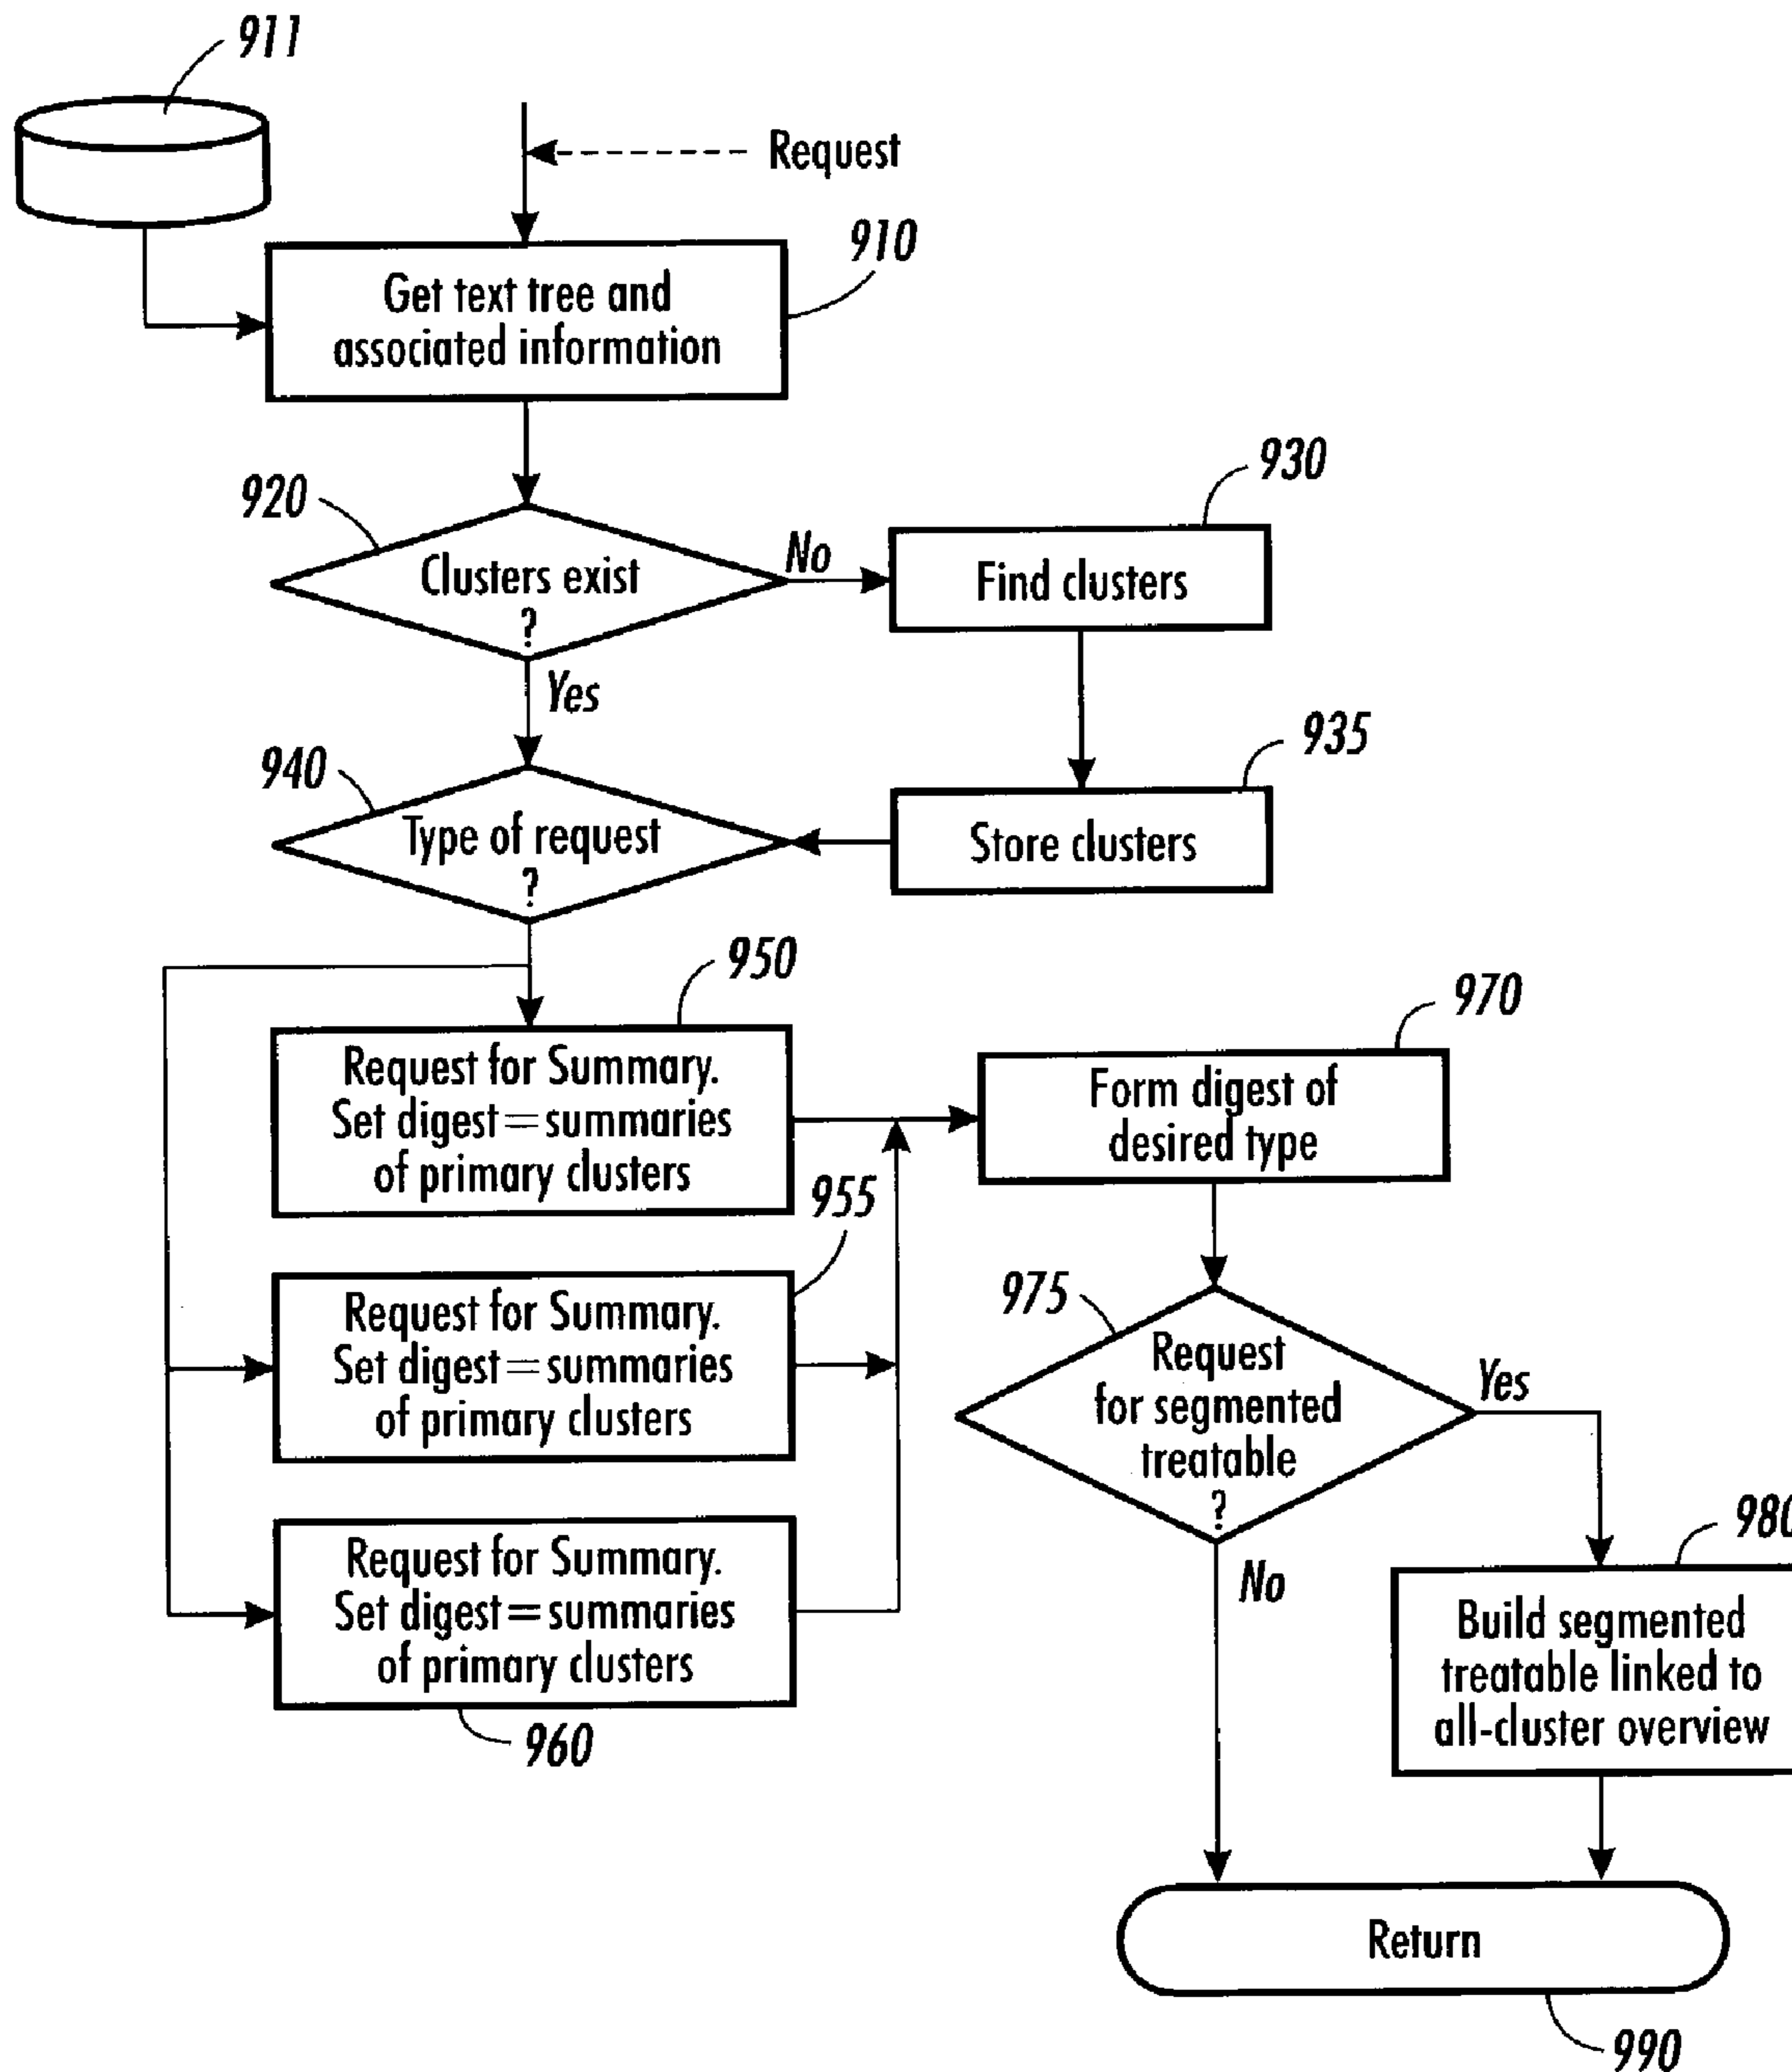 911
Request
910
Get text tree and
associated information
930
920
No
Clusters exist
?
Find clusters
Yes
935
940
Type of request
?
Store clusters
950
970
Request for Summary.
Set digest=summaries
of primary clusters
Form digest of
desired type
955
975
Request for Summary.
Set digest=summaries
of primary clusters
Request
for segmented
treatable
?
Yes
980
Request for Summary.
Set digest=summaries
of primary clusters
No
Build segmented
treatable linked to
all-cluster overview
960
Return
990